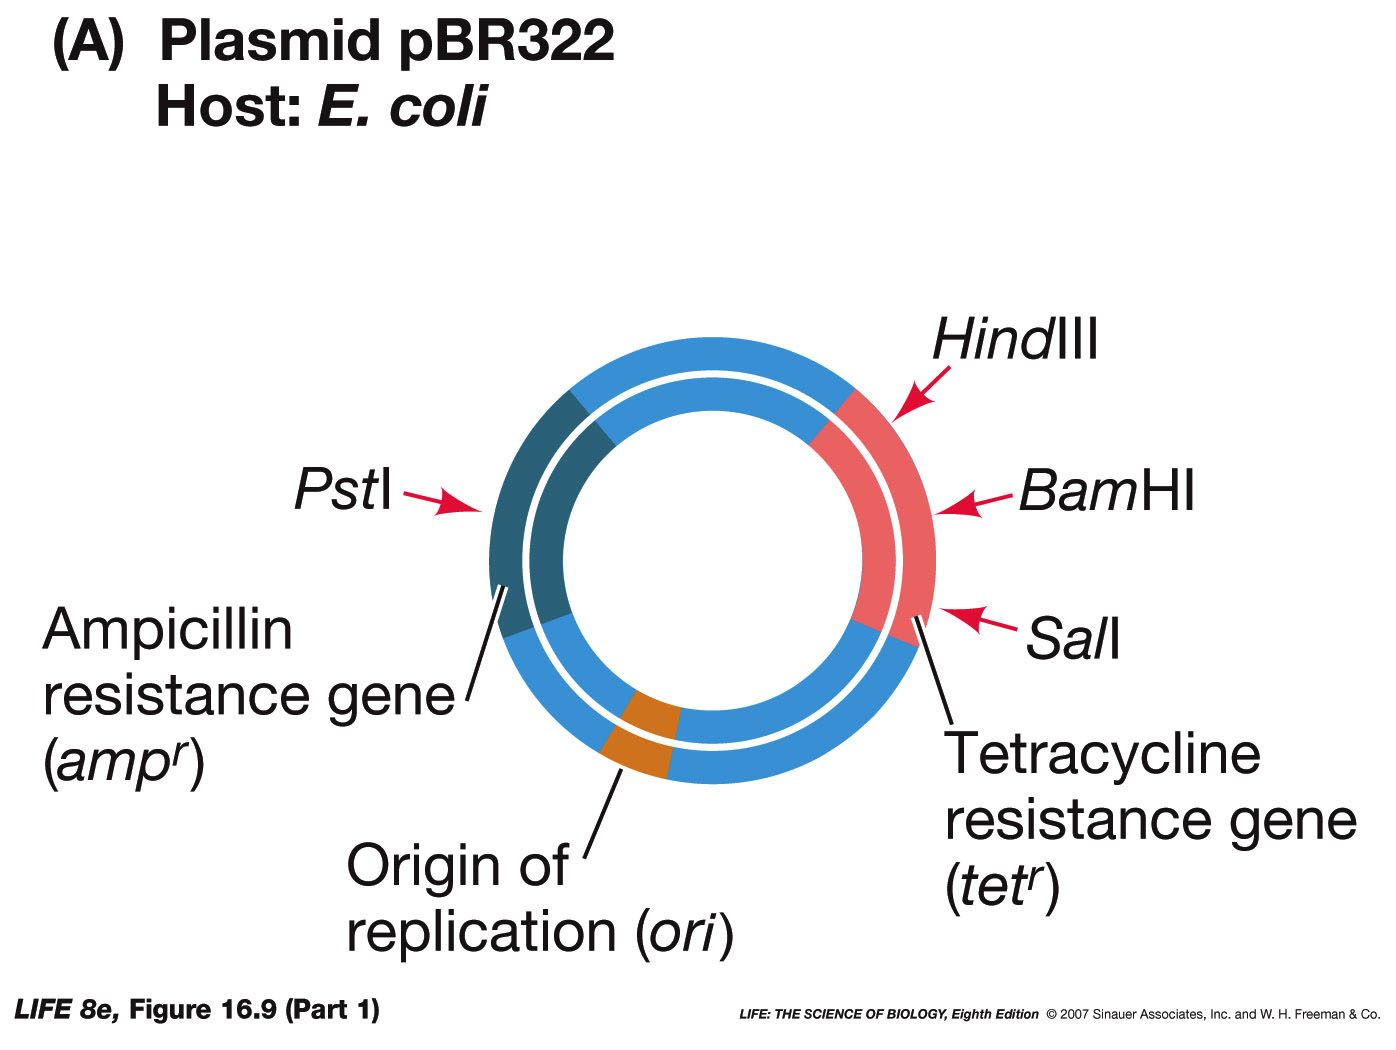 (A) Plasmid pBR322
Host: E. coli
HindIII
PstI
BamHI
SalI
Ampicillin
resistance gene
(ampʳ)
Tetracycline
resistance gene
(tetʳ)
Origin of
replication (ori)
LIFE 8e, Figure 16.9 (Part 1)
LIFE: THE SCIENCE OF BIOLOGY, Eighth Edition © 2007 Sinauer Associates, Inc. and W. H. Freeman & Co.